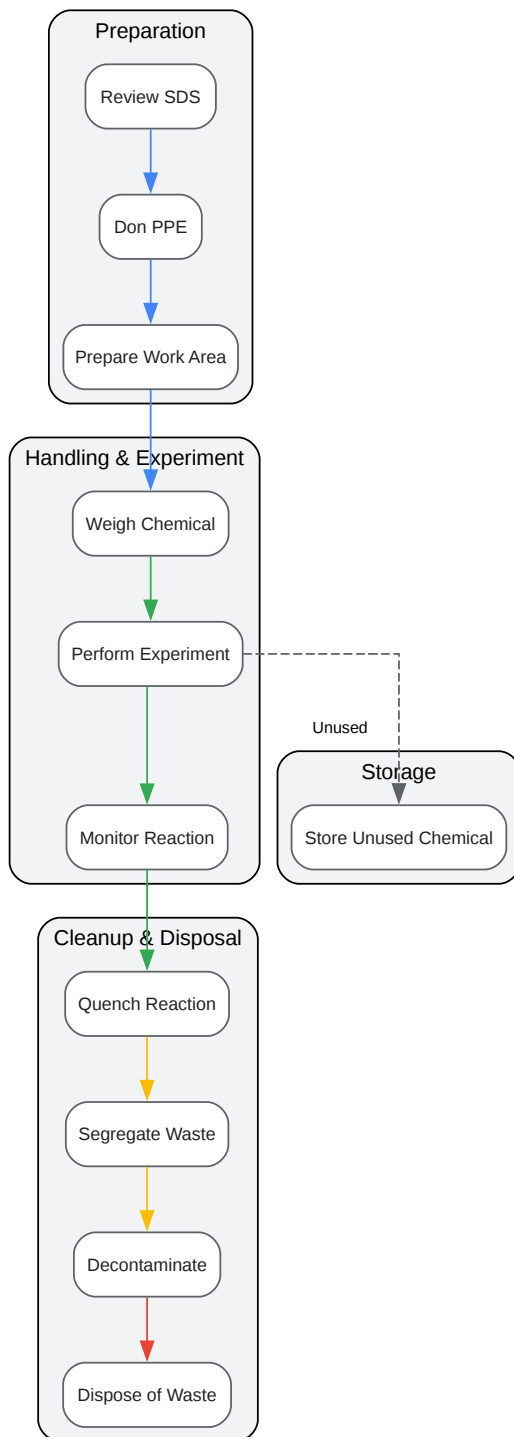 Preparation
Review SDS
Don PPE
Prepare Work Area
Handling & Experiment
Weigh Chemical
Perform Experiment
Unused
Storage
Monitor Reaction
Store Unused Chemical
Cleanup & Disposal
Quench Reaction
Segregate Waste
Decontaminate
Dispose of Waste